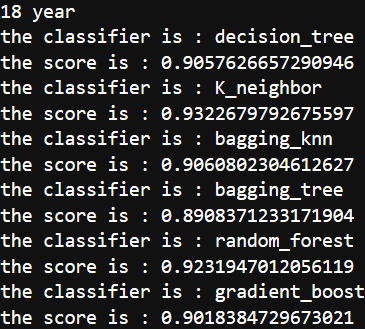 18 year
the classifier is : decision_tree
the score is : 0.9057626657290946
the classifier is : K_neighbor
the score is : 0.9322679792675597
the classifier is : bagging_knn
the score is : 0.9060802304612627
the classifier is : bagging_tree
the score is : 0.8908371233171904
the classifier is : random_forest
the score is : 0.9231947012056119
the classifier is : gradient_boost
the score is : 0.9018384729673021